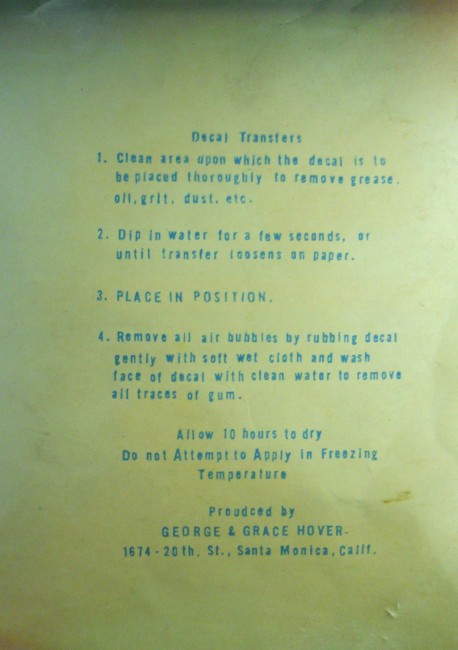 Decal Transfers
1. Clean area upon which the decal is to
be placed thoroughly to remove grease,
oil, grit, dust, etc.
2. Dip in water for a few seconds, or
until transfer loosens on paper.
3. PLACE IN POSITION.
4. Remove all air bubbles by rubbing decal
gently with soft wet cloth and wash
face of decal with clean water to remove
all traces of gum.
Allow 10 hours to dry
Do not Attempt to Apply in Freezing
Temperature
Proudced by
GEORGE & GRACE HOVER-
1674 - 20th. St., Santa Monica, Calif.